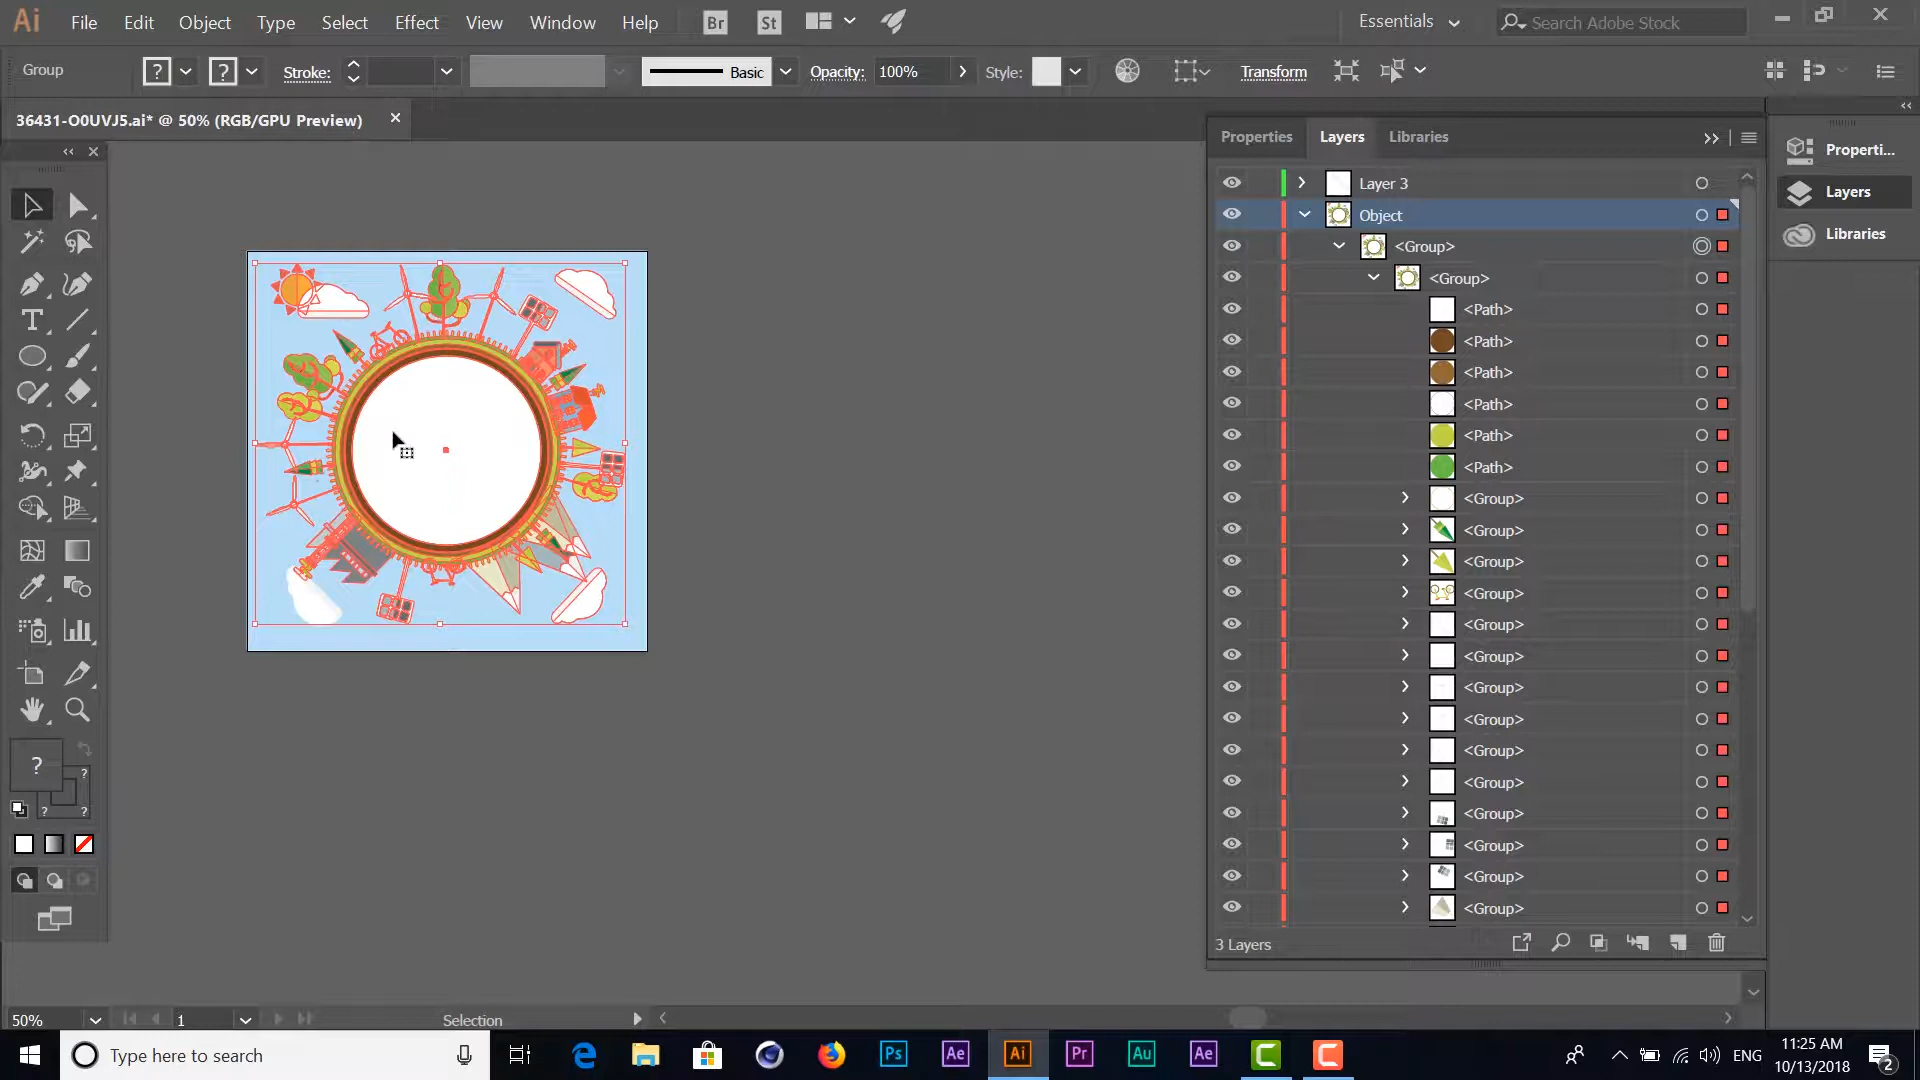 Ai File Edit Object Type Select Effect View Window Help Br St Essentials Search Adobe Stock
Group ? ? Stroke: Basic Opacity: 100% Style: Transform
36431-O0UVJ5.ai* @ 50% (RGB/GPU Preview)
Properties Layers Libraries
Properti...
Layers
Libraries
Layer 3
Object
<Group>
<Group>
<Path>
<Path>
<Path>
<Path>
<Path>
<Path>
<Group>
<Group>
<Group>
<Group>
<Group>
<Group>
<Group>
<Group>
<Group>
<Group>
<Group>
<Group>
<Group>
<Group>
3 Layers
T
?
?
? ?
50% 1 Selection
Type here to search
Ps Ae Ai Pr Au Ae
ENG
11:25 AM
10/13/2018
2